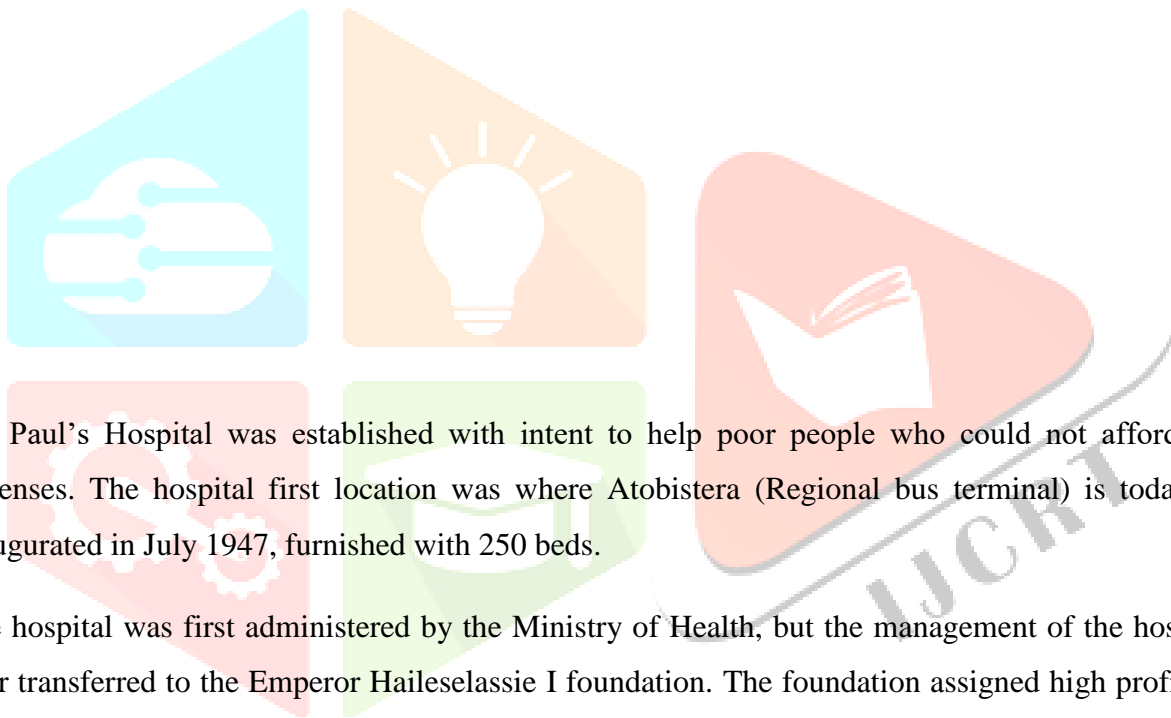 Paul’s Hospital was established with intent to help poor people who could not afford
enses. The hospital first location was where Atobistera (Regional bus terminal) is toda
ugurated in July 1947, furnished with 250 beds.
hospital was first administered by the Ministry of Health, but the management of the hos
r transferred to the Emperor Haileselassie I foundation. The foundation assigned high profi
IJCRT